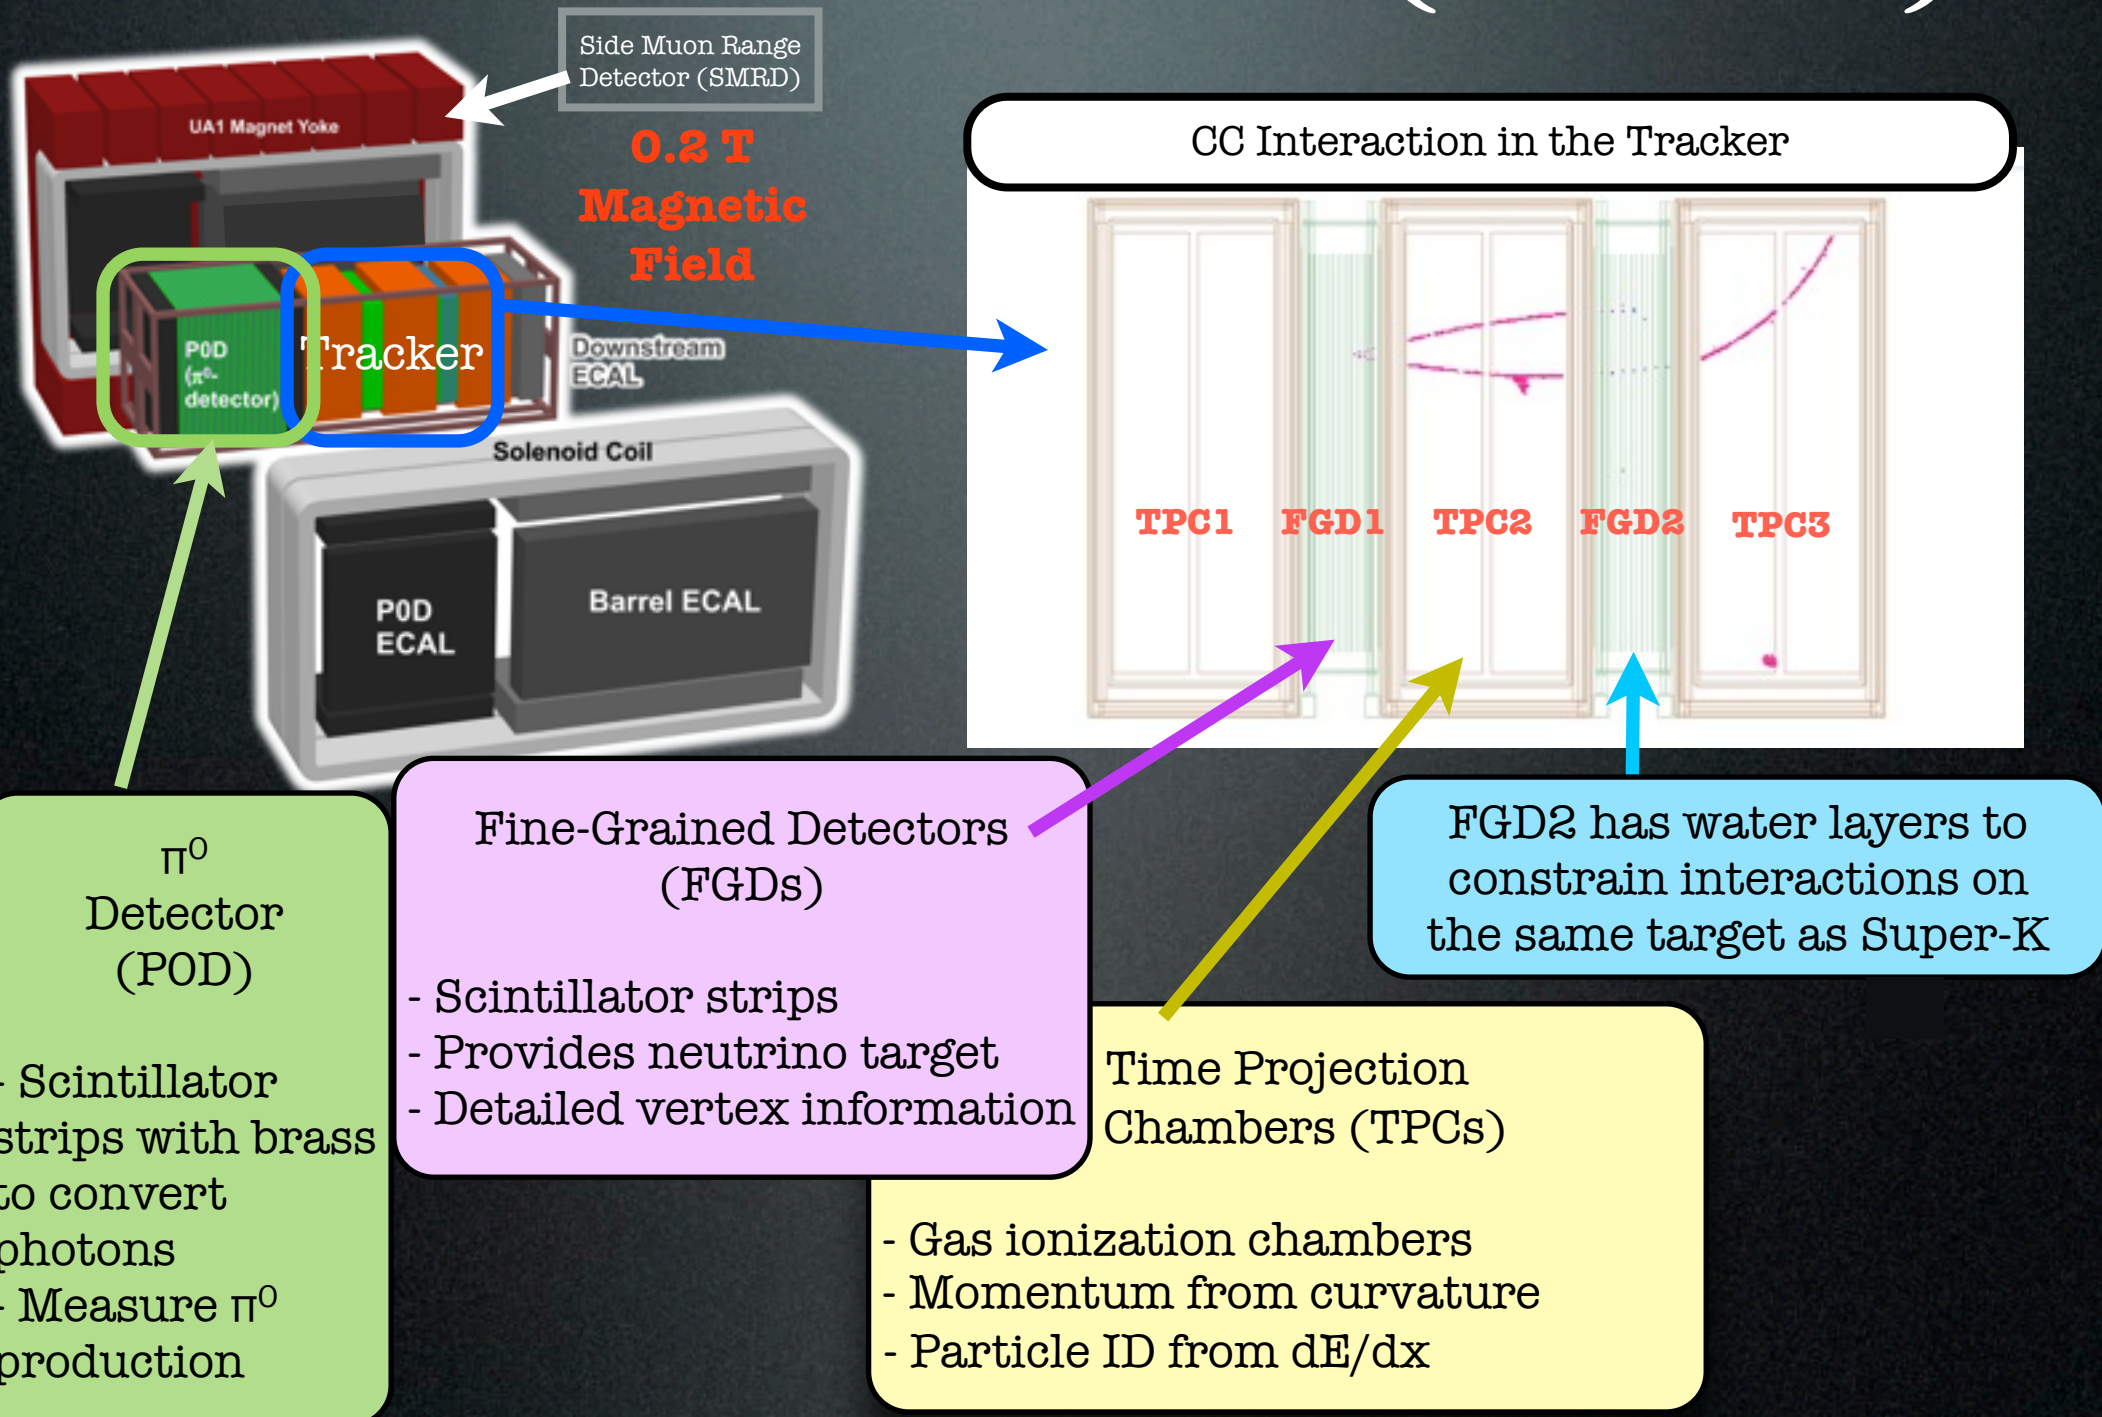 Side Muon Range
Detector (SMRD)
UA1 Magnet Yoke
0.2 T
Magnetic
Field
CC Interaction in the Tracker
P0D
(π⁰-
detector)
Tracker
Downstream
ECAL
Solenoid Coil
P0D
ECAL
Barrel ECAL
TPC1 FGD1 TPC2 FGD2 TPC3
π⁰
Detector
(P0D)
- Scintillator
strips with brass
to convert
photons
- Measure π⁰
production
Fine-Grained Detectors
(FGDs)
- Scintillator strips
- Provides neutrino target
- Detailed vertex information
FGD2 has water layers to
constrain interactions on
the same target as Super-K
Time Projection
Chambers (TPCs)
- Gas ionization chambers
- Momentum from curvature
- Particle ID from dE/dx